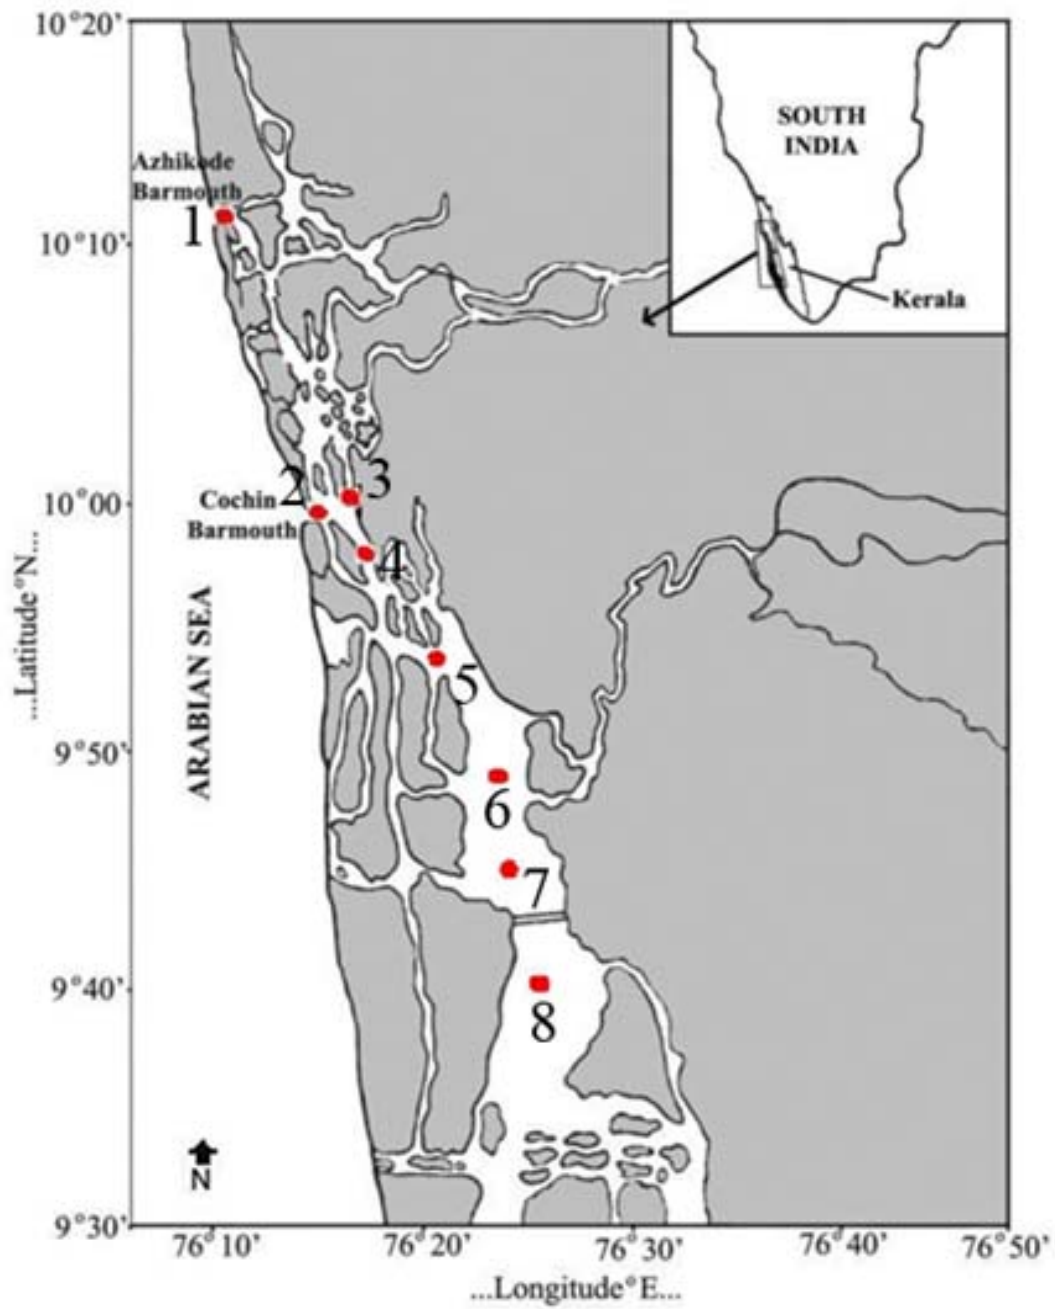 10°20'
SOUTH
INDIA
Azhikode
Barmouth
1
10°10'
Kerala
2
3
10°00'
Cochin
Barmouth
4
...Latitude°N...
ARABIAN SEA
5
9°50'
6
7
9°40'
8
N
9°30'
76°10'
76°20'
76°30'
76°40'
76°50'
...Longitude°E...